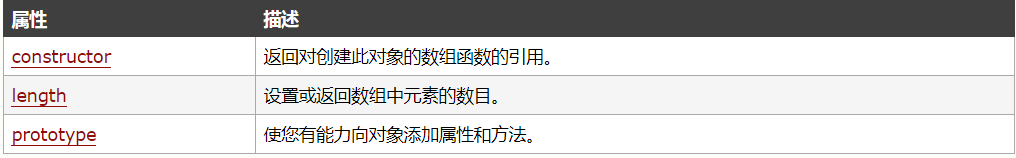 属性 描述
constructor 返回对创建此对象的数组函数的引用。
length 设置或返回数组中元素的数目。
prototype 使您有能力向对象添加属性和方法。